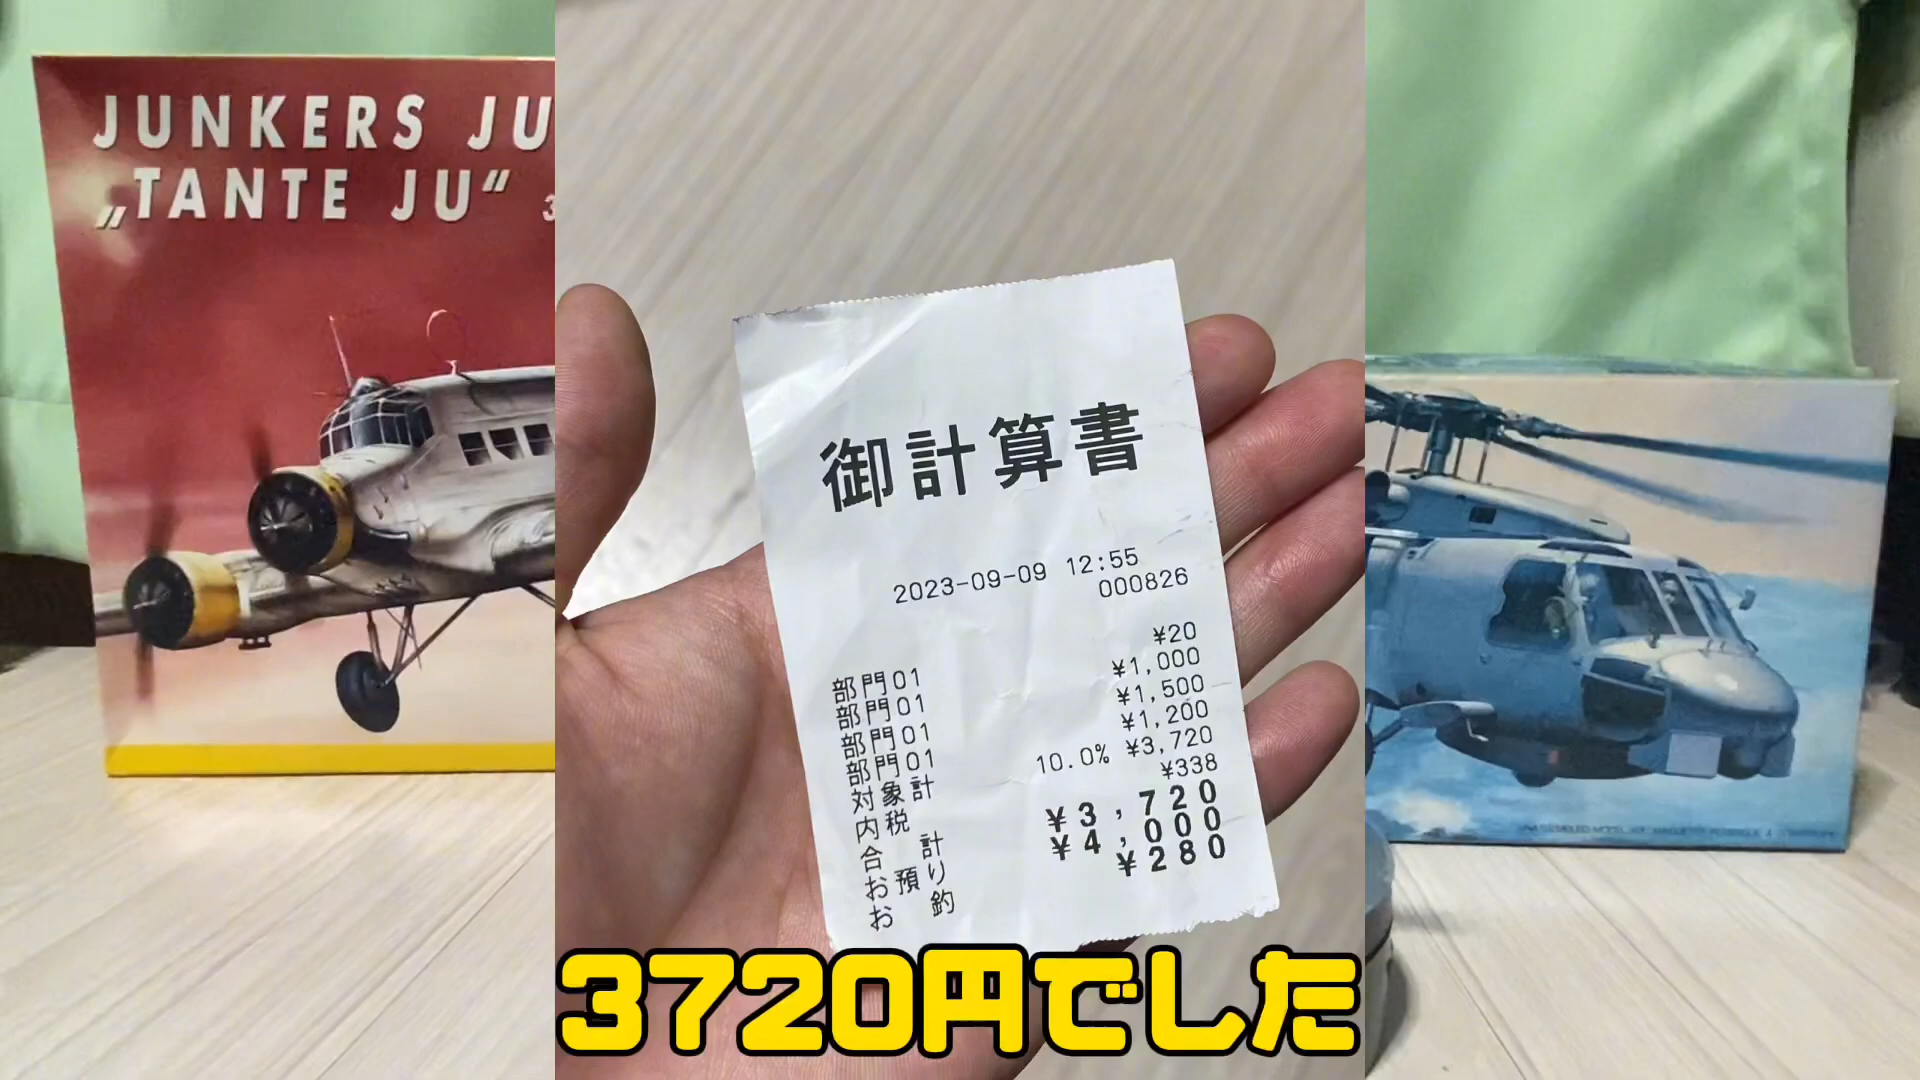 JUNKERS JU
„TANTE JU“ 3
御計算書
2023-09-09 12:55
000826
部門01 ¥20
部門01 ¥1,000
部門01 ¥1,500
部門01 ¥1,200
対象計 10.0% ¥3,720
内税 ¥338
合 計 ¥3,720
お預り ¥4,000
お 釣 ¥280
3720円でした